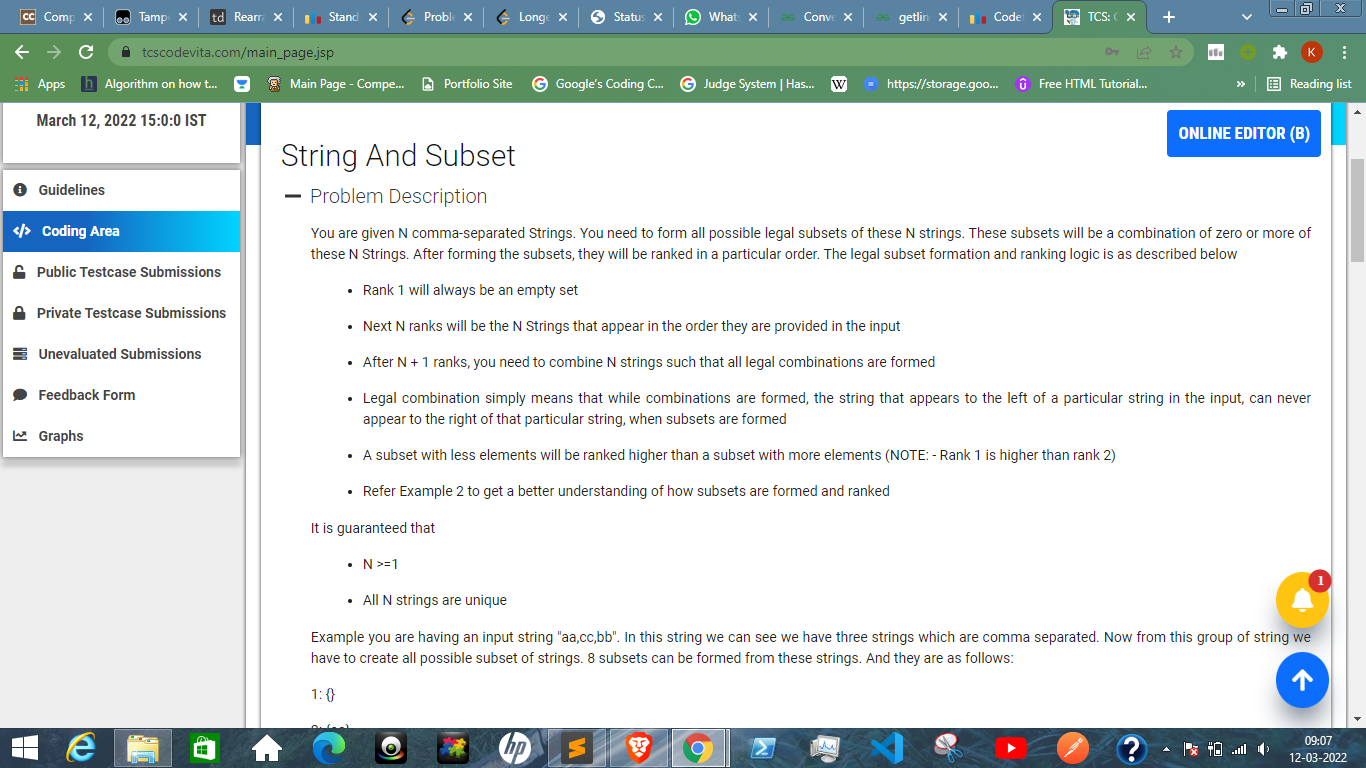 Comp
Tamp
Rearra
Stand
Proble
Longe
Status
Whats
Conve
getlin
Codef
TCS: C
tcscodevita.com/main_page.jsp
K
Apps
Algorithm on how t...
Main Page - Compe...
Portfolio Site
Google's Coding C...
Judge System | Has...
https://storage.goo...
Free HTML Tutorial...
»
Reading list
March 12, 2022 15:0:0 IST
Guidelines
Coding Area
Public Testcase Submissions
Private Testcase Submissions
Unevaluated Submissions
Feedback Form
Graphs
ONLINE EDITOR (B)
String And Subset
Problem Description
You are given N comma-separated Strings. You need to form all possible legal subsets of these N strings. These subsets will be a combination of zero or more of
these N Strings. After forming the subsets, they will be ranked in a particular order. The legal subset formation and ranking logic is as described below
• Rank 1 will always be an empty set
• Next N ranks will be the N Strings that appear in the order they are provided in the input
• After N + 1 ranks, you need to combine N strings such that all legal combinations are formed
• Legal combination simply means that while combinations are formed, the string that appears to the left of a particular string in the input, can never
appear to the right of that particular string, when subsets are formed
• A subset with less elements will be ranked higher than a subset with more elements (NOTE: - Rank 1 is higher than rank 2)
• Refer Example 2 to get a better understanding of how subsets are formed and ranked
It is guaranteed that
• N >=1
• All N strings are unique
Example you are having an input string "aa,cc,bb". In this string we can see we have three strings which are comma separated. Now from this group of string we
have to create all possible subset of strings. 8 subsets can be formed from these strings. And they are as follows:
1: {}
1
09:07
12-03-2022